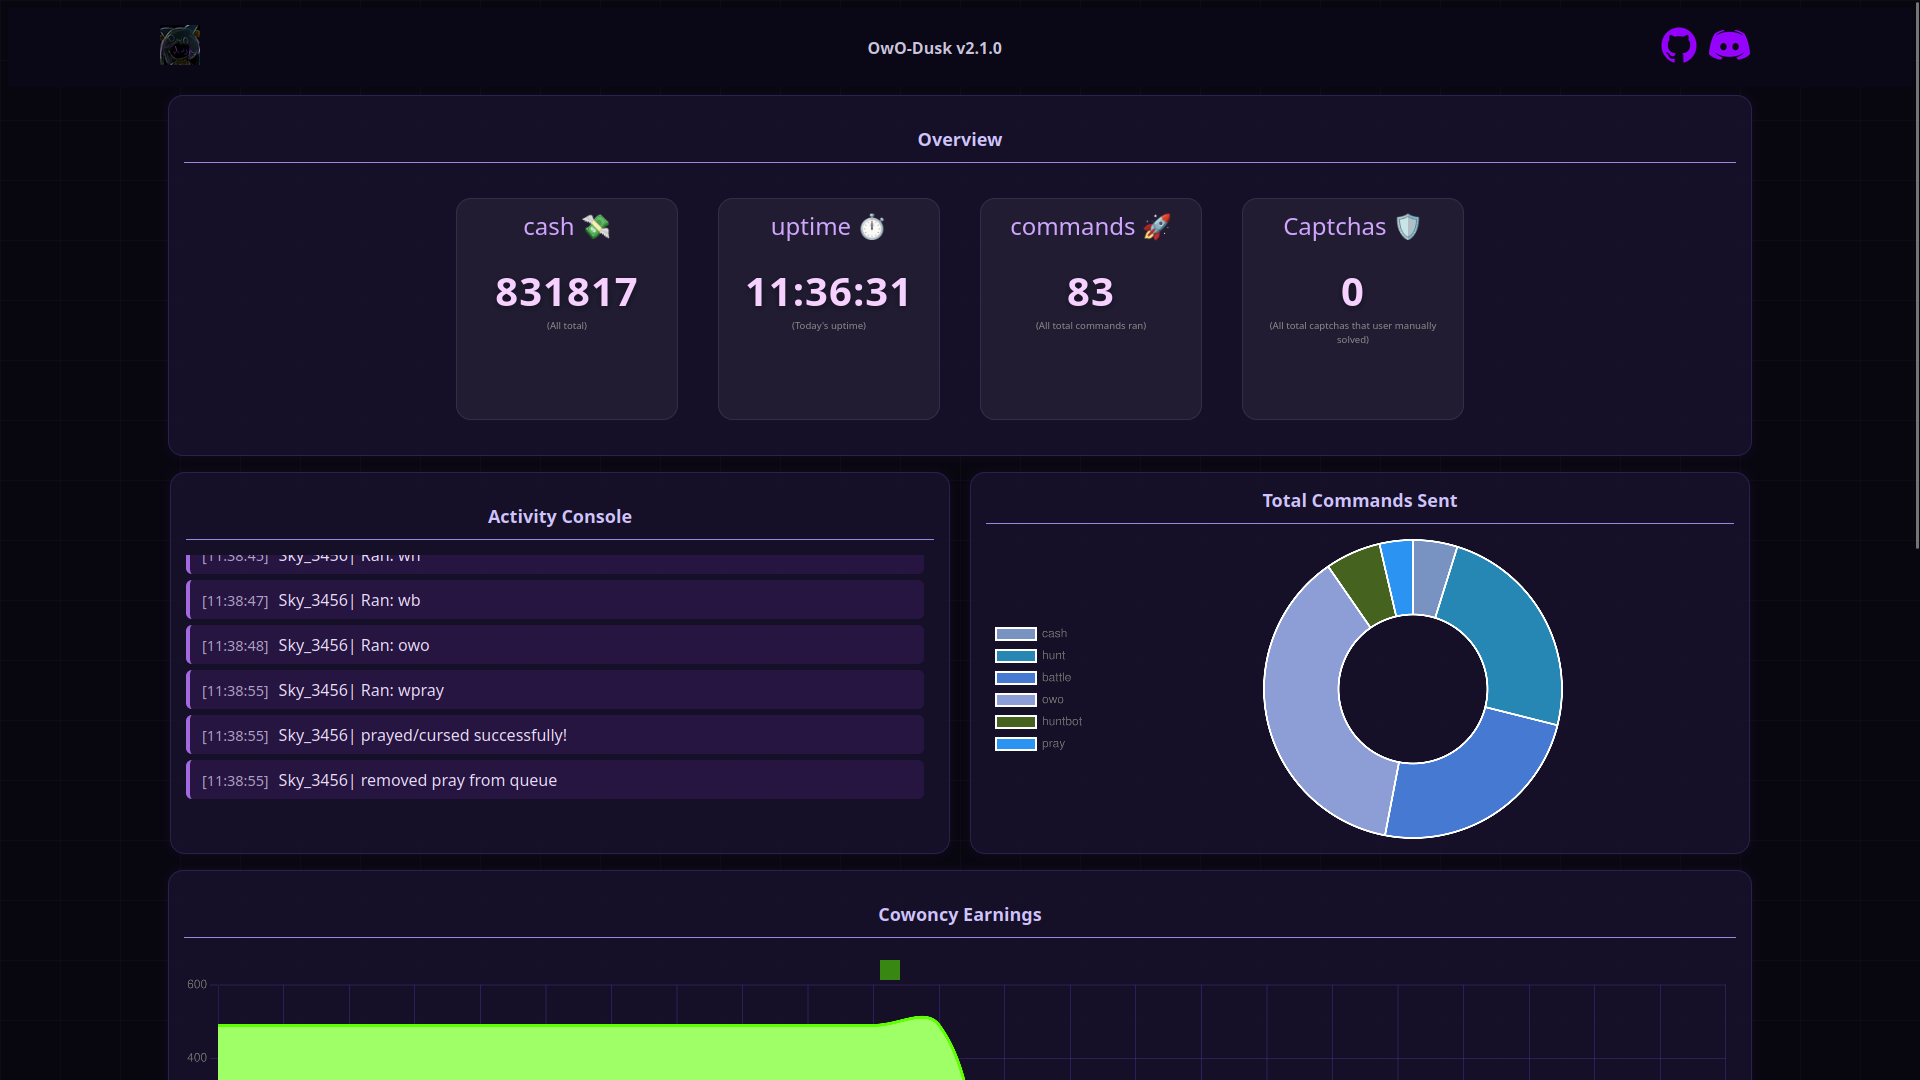 OwO-Dusk v2.1.0
Overview
cash 💸
831817
(All total)
uptime ⏱️
11:36:31
(Today's uptime)
commands 🚀
83
(All total commands ran)
Captchas 🛡️
0
(All total captchas that user manually
solved)
Activity Console
[11:38:45] Sky_3456| Ran: wh
[11:38:47] Sky_3456| Ran: wb
[11:38:48] Sky_3456| Ran: owo
[11:38:55] Sky_3456| Ran: wpray
[11:38:55] Sky_3456| prayed/cursed successfully!
[11:38:55] Sky_3456| removed pray from queue
Total Commands Sent
cash
hunt
battle
owo
huntbot
pray
Cowoncy Earnings
600
400